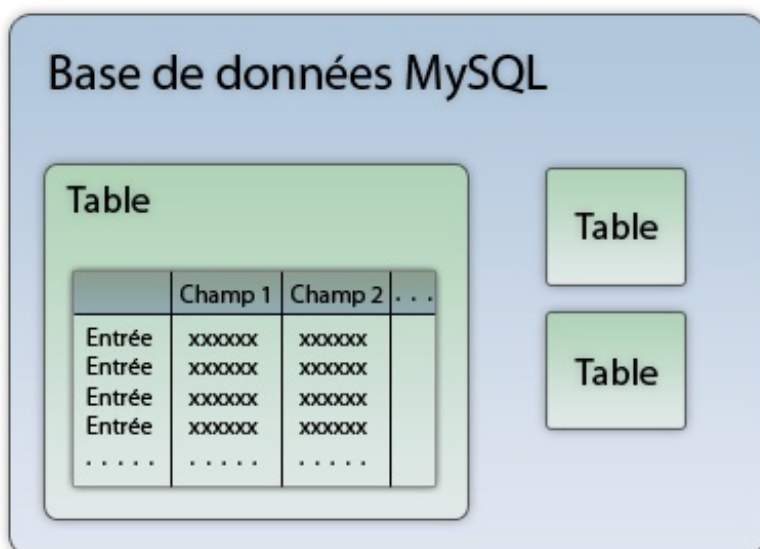 Base de données MySQL
Table
Champ 1 Champ 2 . . .
Entrée xxxxxx xxxxxx
Entrée xxxxxx xxxxxx
Entrée xxxxxx xxxxxx
Entrée xxxxxx xxxxxx
. . . . . . . . . . . . . . .
Table
Table